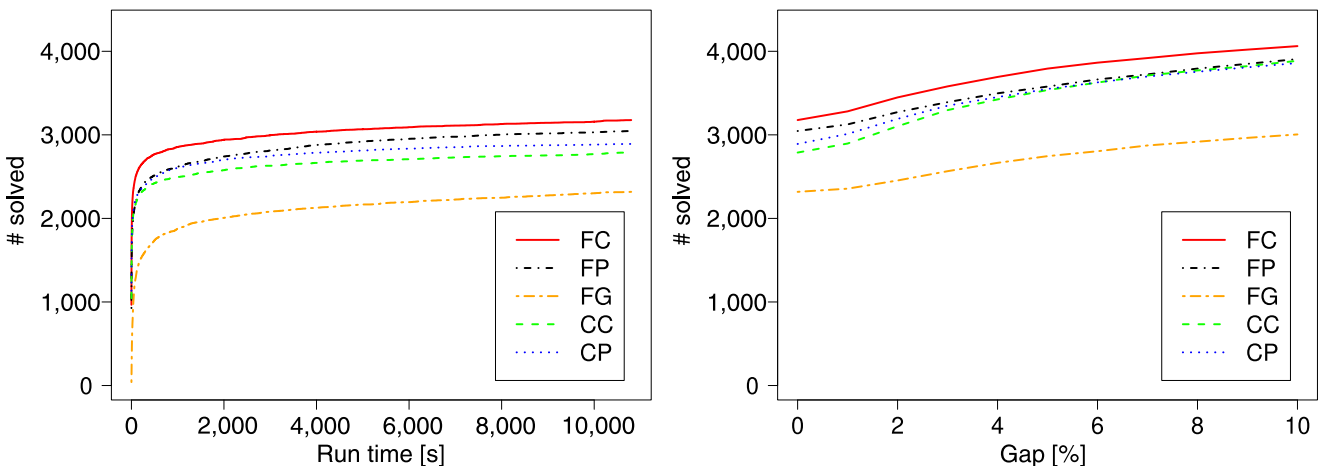 # solved
4,000
3,000
2,000
1,000
0
FC
FP
FG
CC
CP
0 2,000 4,000 6,000 8,000 10,000
Run time [s]
# solved
4,000
3,000
2,000
1,000
0
FC
FP
FG
CC
CP
0 2 4 6 8 10
Gap [%]